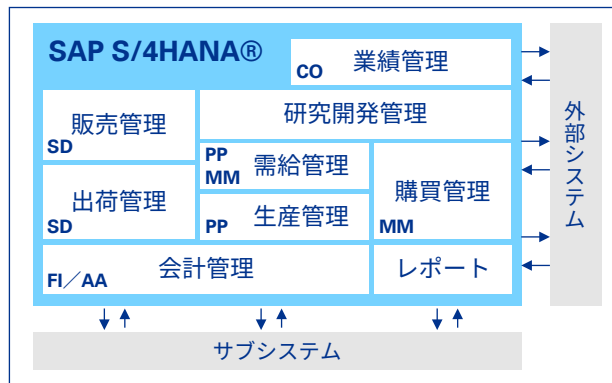 SAP S/4HANA®
CO 業績管理
販売管理
SD
研究開発管理
PP
MM 需給管理
出荷管理
SD
PP 生産管理
購買管理
MM
会計管理
FI／AA
レポート
外部システム
サブシステム